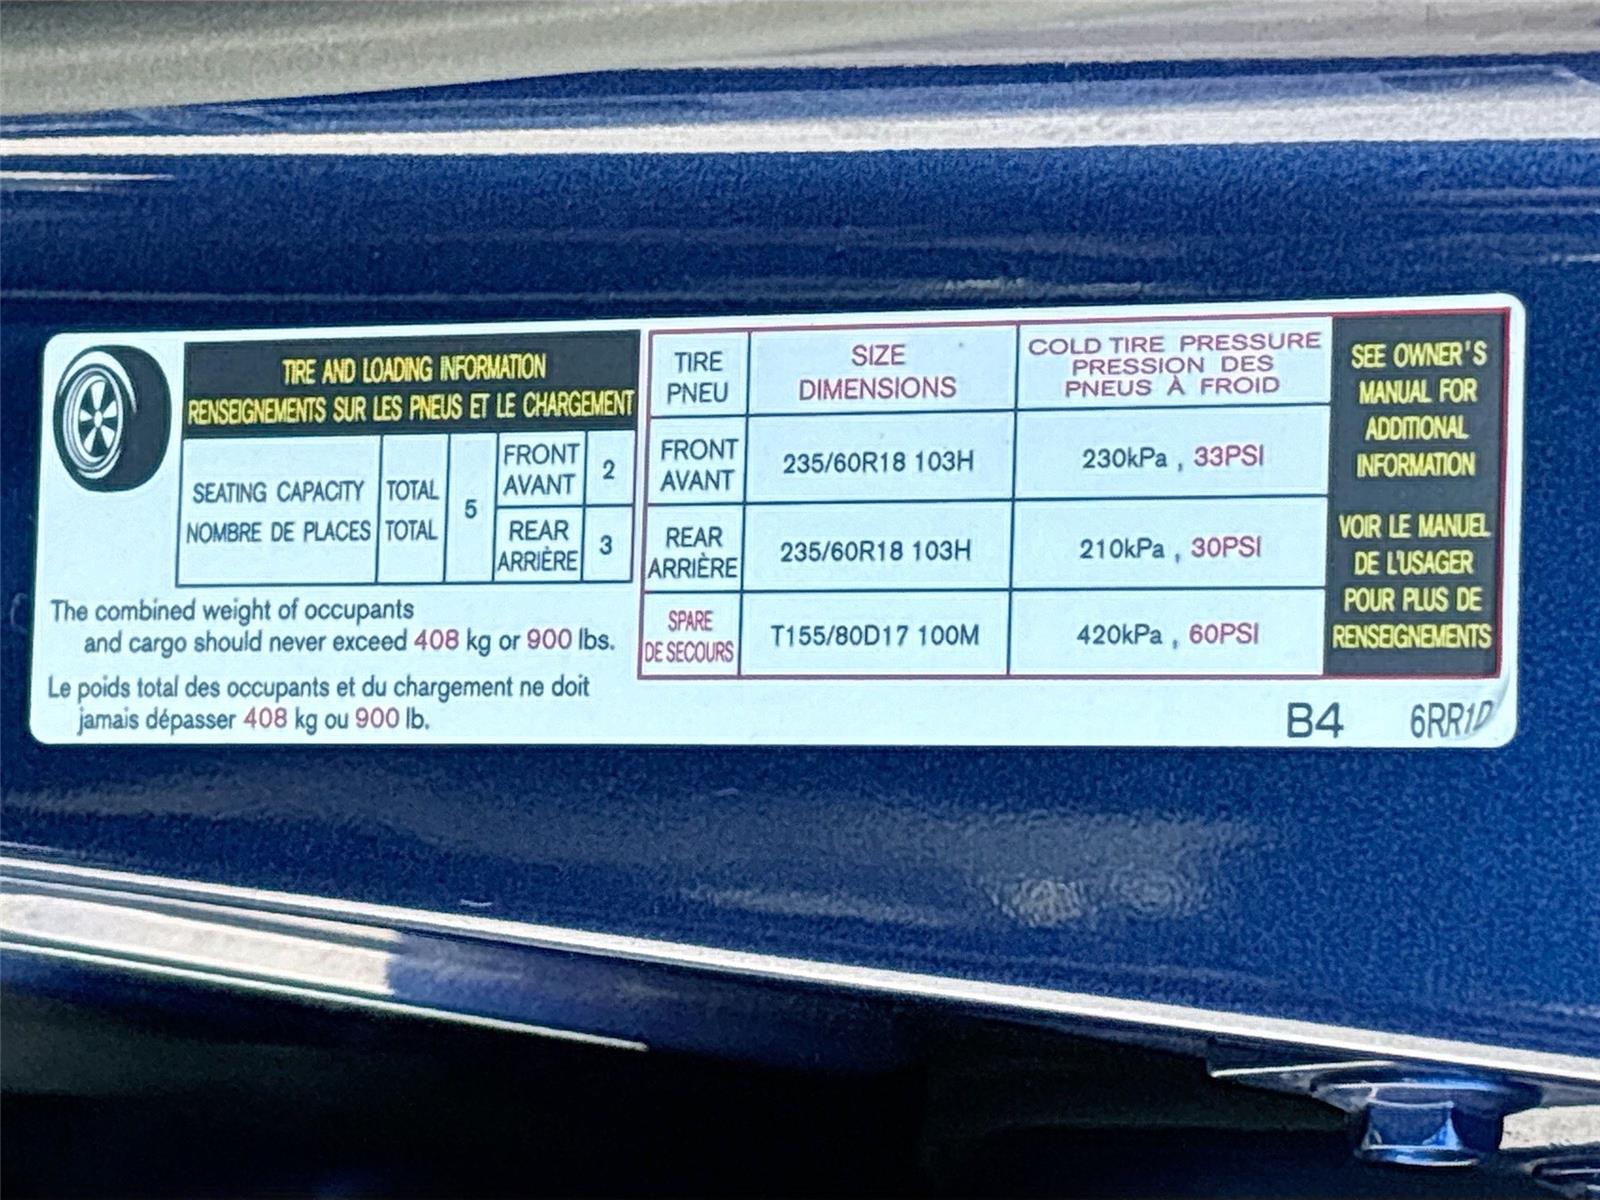 TIRE AND LOADING INFORMATION
RENSEIGNEMENTS SUR LES PNEUS ET LE CHARGEMENT
SEATING CAPACITY
NOMBRE DE PLACES
TOTAL
TOTAL
5
FRONT
AVANT
2
REAR
ARRIÈRE
3
The combined weight of occupants
and cargo should never exceed 408 kg or 900 lbs.
Le poids total des occupants et du chargement ne doit
jamais dépasser 408 kg ou 900 lb.
TIRE
PNEU
SIZE
DIMENSIONS
COLD TIRE PRESSURE
PRESSION DES
PNEUS À FROID
FRONT
AVANT
235/60R18 103H
230kPa , 33PSI
REAR
ARRIÈRE
235/60R18 103H
210kPa , 30PSI
SPARE
DE SECOURS
T155/80D17 100M
420kPa , 60PSI
SEE OWNER'S
MANUAL FOR
ADDITIONAL
INFORMATION
VOIR LE MANUEL
DE L'USAGER
POUR PLUS DE
RENSEIGNEMENTS
B4
6RR1D